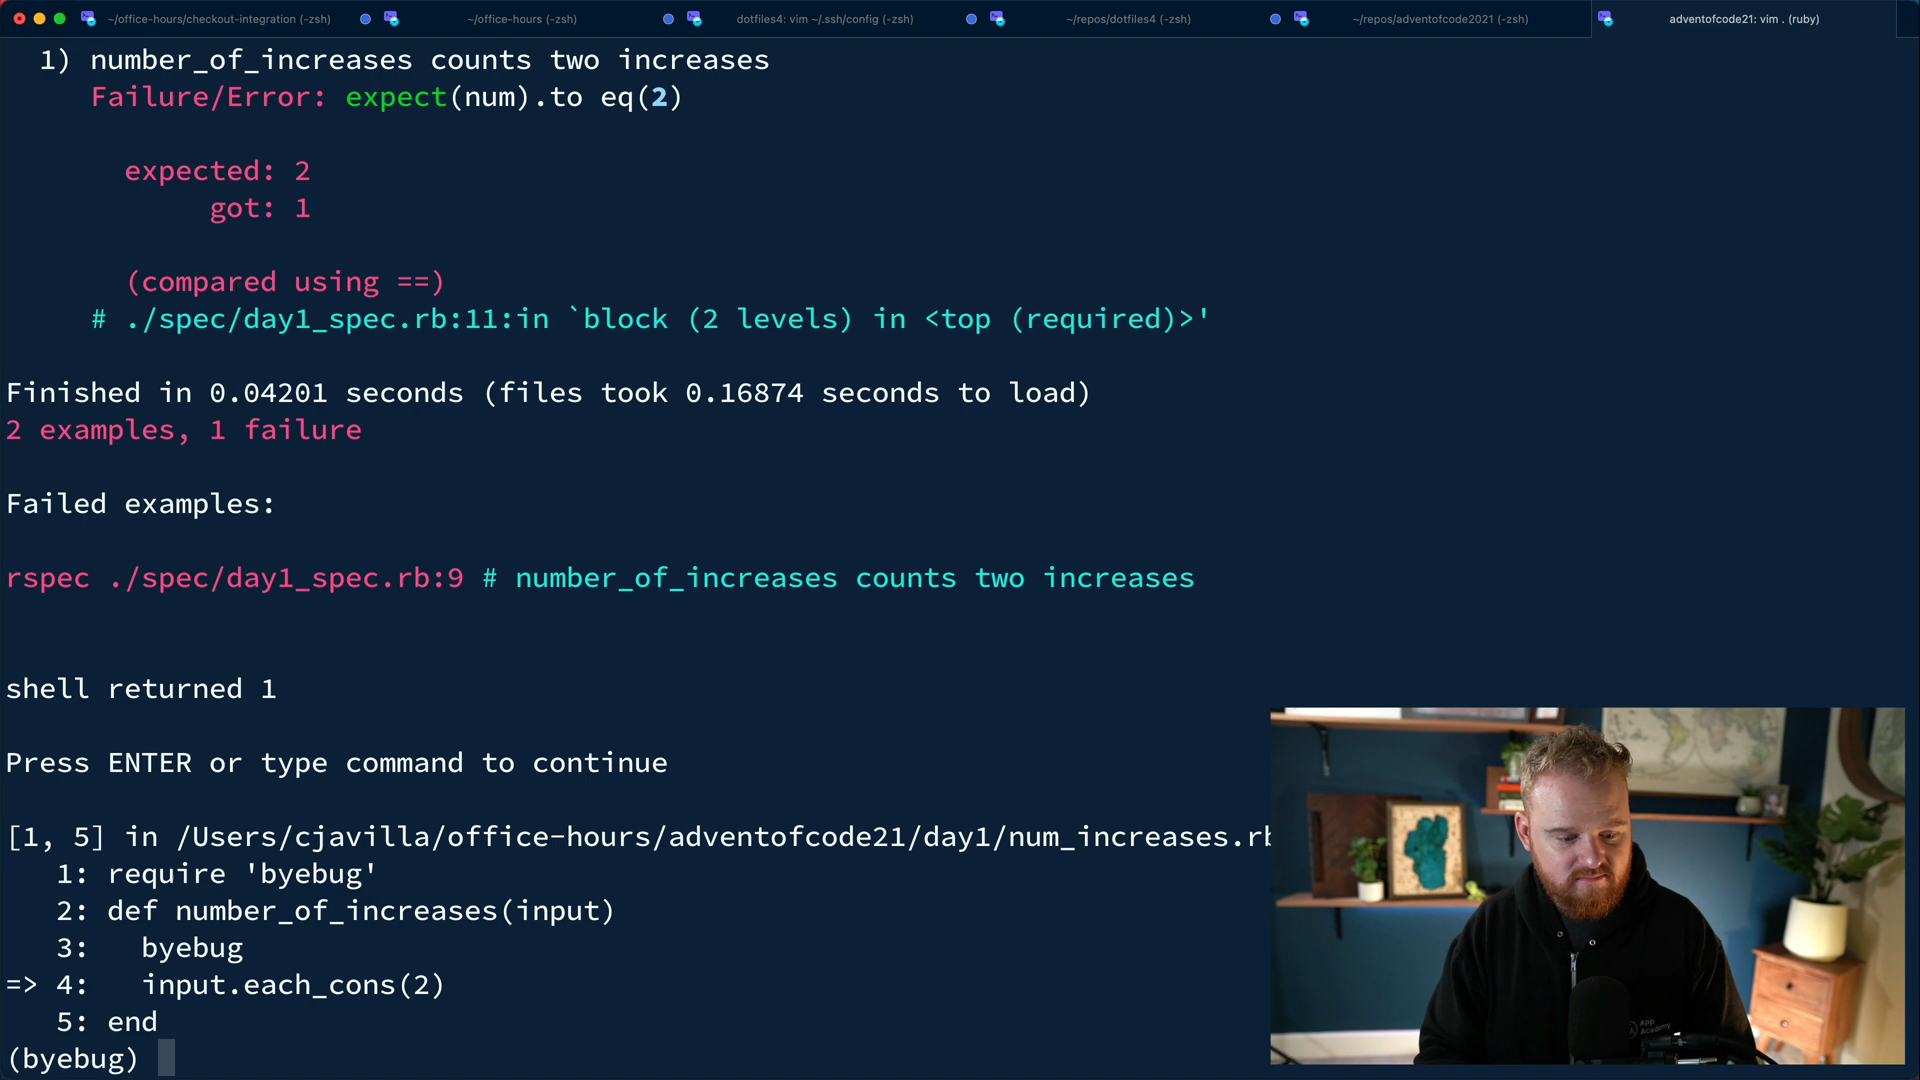 ~/office-hours/checkout-integration (-zsh)
~/office-hours (-zsh)
dotfiles4: vim ~/.ssh/config (-zsh)
~/repos/dotfiles4 (-zsh)
~/repos/adventofcode2021 (-zsh)
adventofcode21: vim . (ruby)
1) number_of_increases counts two increases
Failure/Error: expect(num).to eq(2)
expected: 2
got: 1
(compared using ==)
# ./spec/day1_spec.rb:11:in `block (2 levels) in <top (required)>'
Finished in 0.04201 seconds (files took 0.16874 seconds to load)
2 examples, 1 failure
Failed examples:
rspec ./spec/day1_spec.rb:9 # number_of_increases counts two increases
shell returned 1
Press ENTER or type command to continue
[1, 5] in /Users/cjavilla/office-hours/adventofcode21/day1/num_increases.rb
1: require 'byebug'
2: def number_of_increases(input)
3:   byebug
=> 4:   input.each_cons(2)
5: end
(byebug)
App
Academy